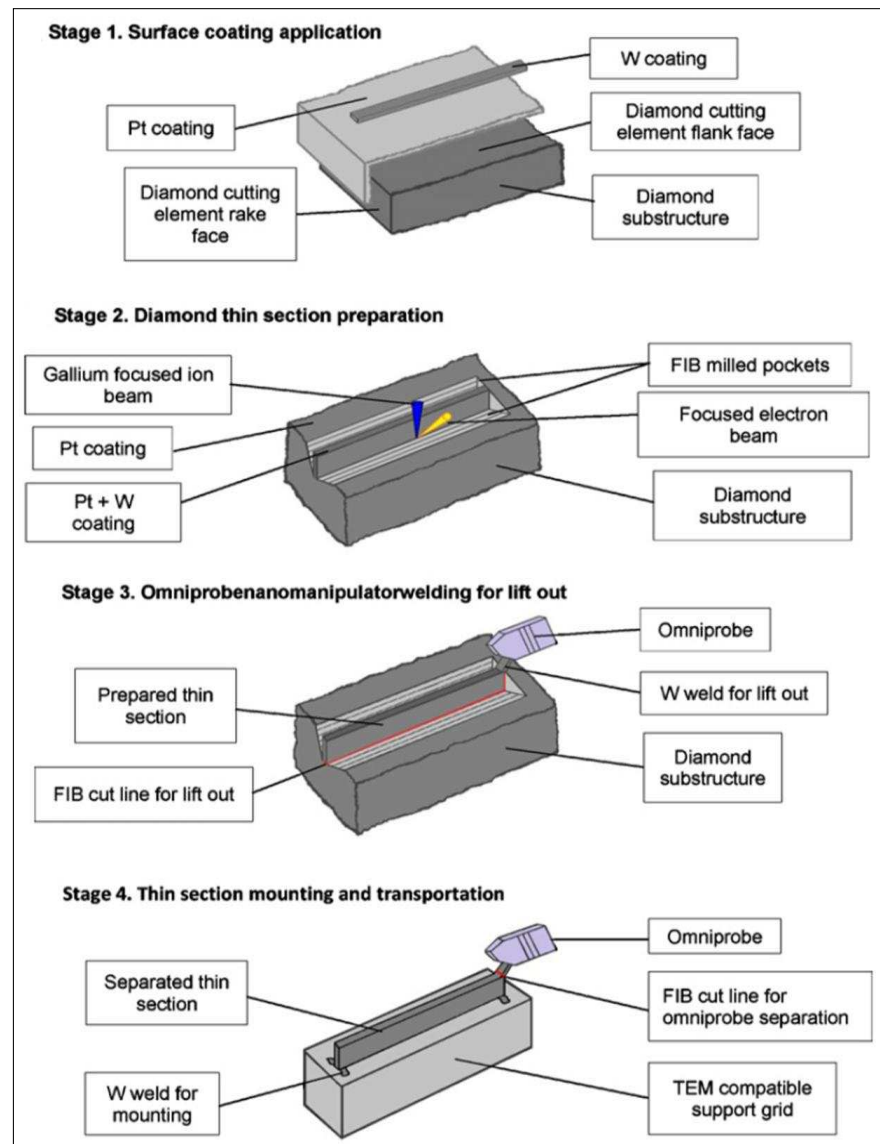 Stage 1. Surface coating application
W coating
Pt coating
Diamond cutting
element flank face
Diamond cutting
element rake
face
Diamond
substructure
Stage 2. Diamond thin section preparation
Gallium focused ion
beam
FIB milled pockets
Focused electron
beam
Pt coating
Pt + W
coating
Diamond
substructure
Stage 3. Omniprobenanomanipulatorwelding for lift out
Omniprobe
Prepared thin
section
W weld for lift out
Diamond
substructure
FIB cut line for lift out
Stage 4. Thin section mounting and transportation
Omniprobe
Separated thin
section
FIB cut line for
omniprobe separation
W weld for
mounting
TEM compatible
support grid